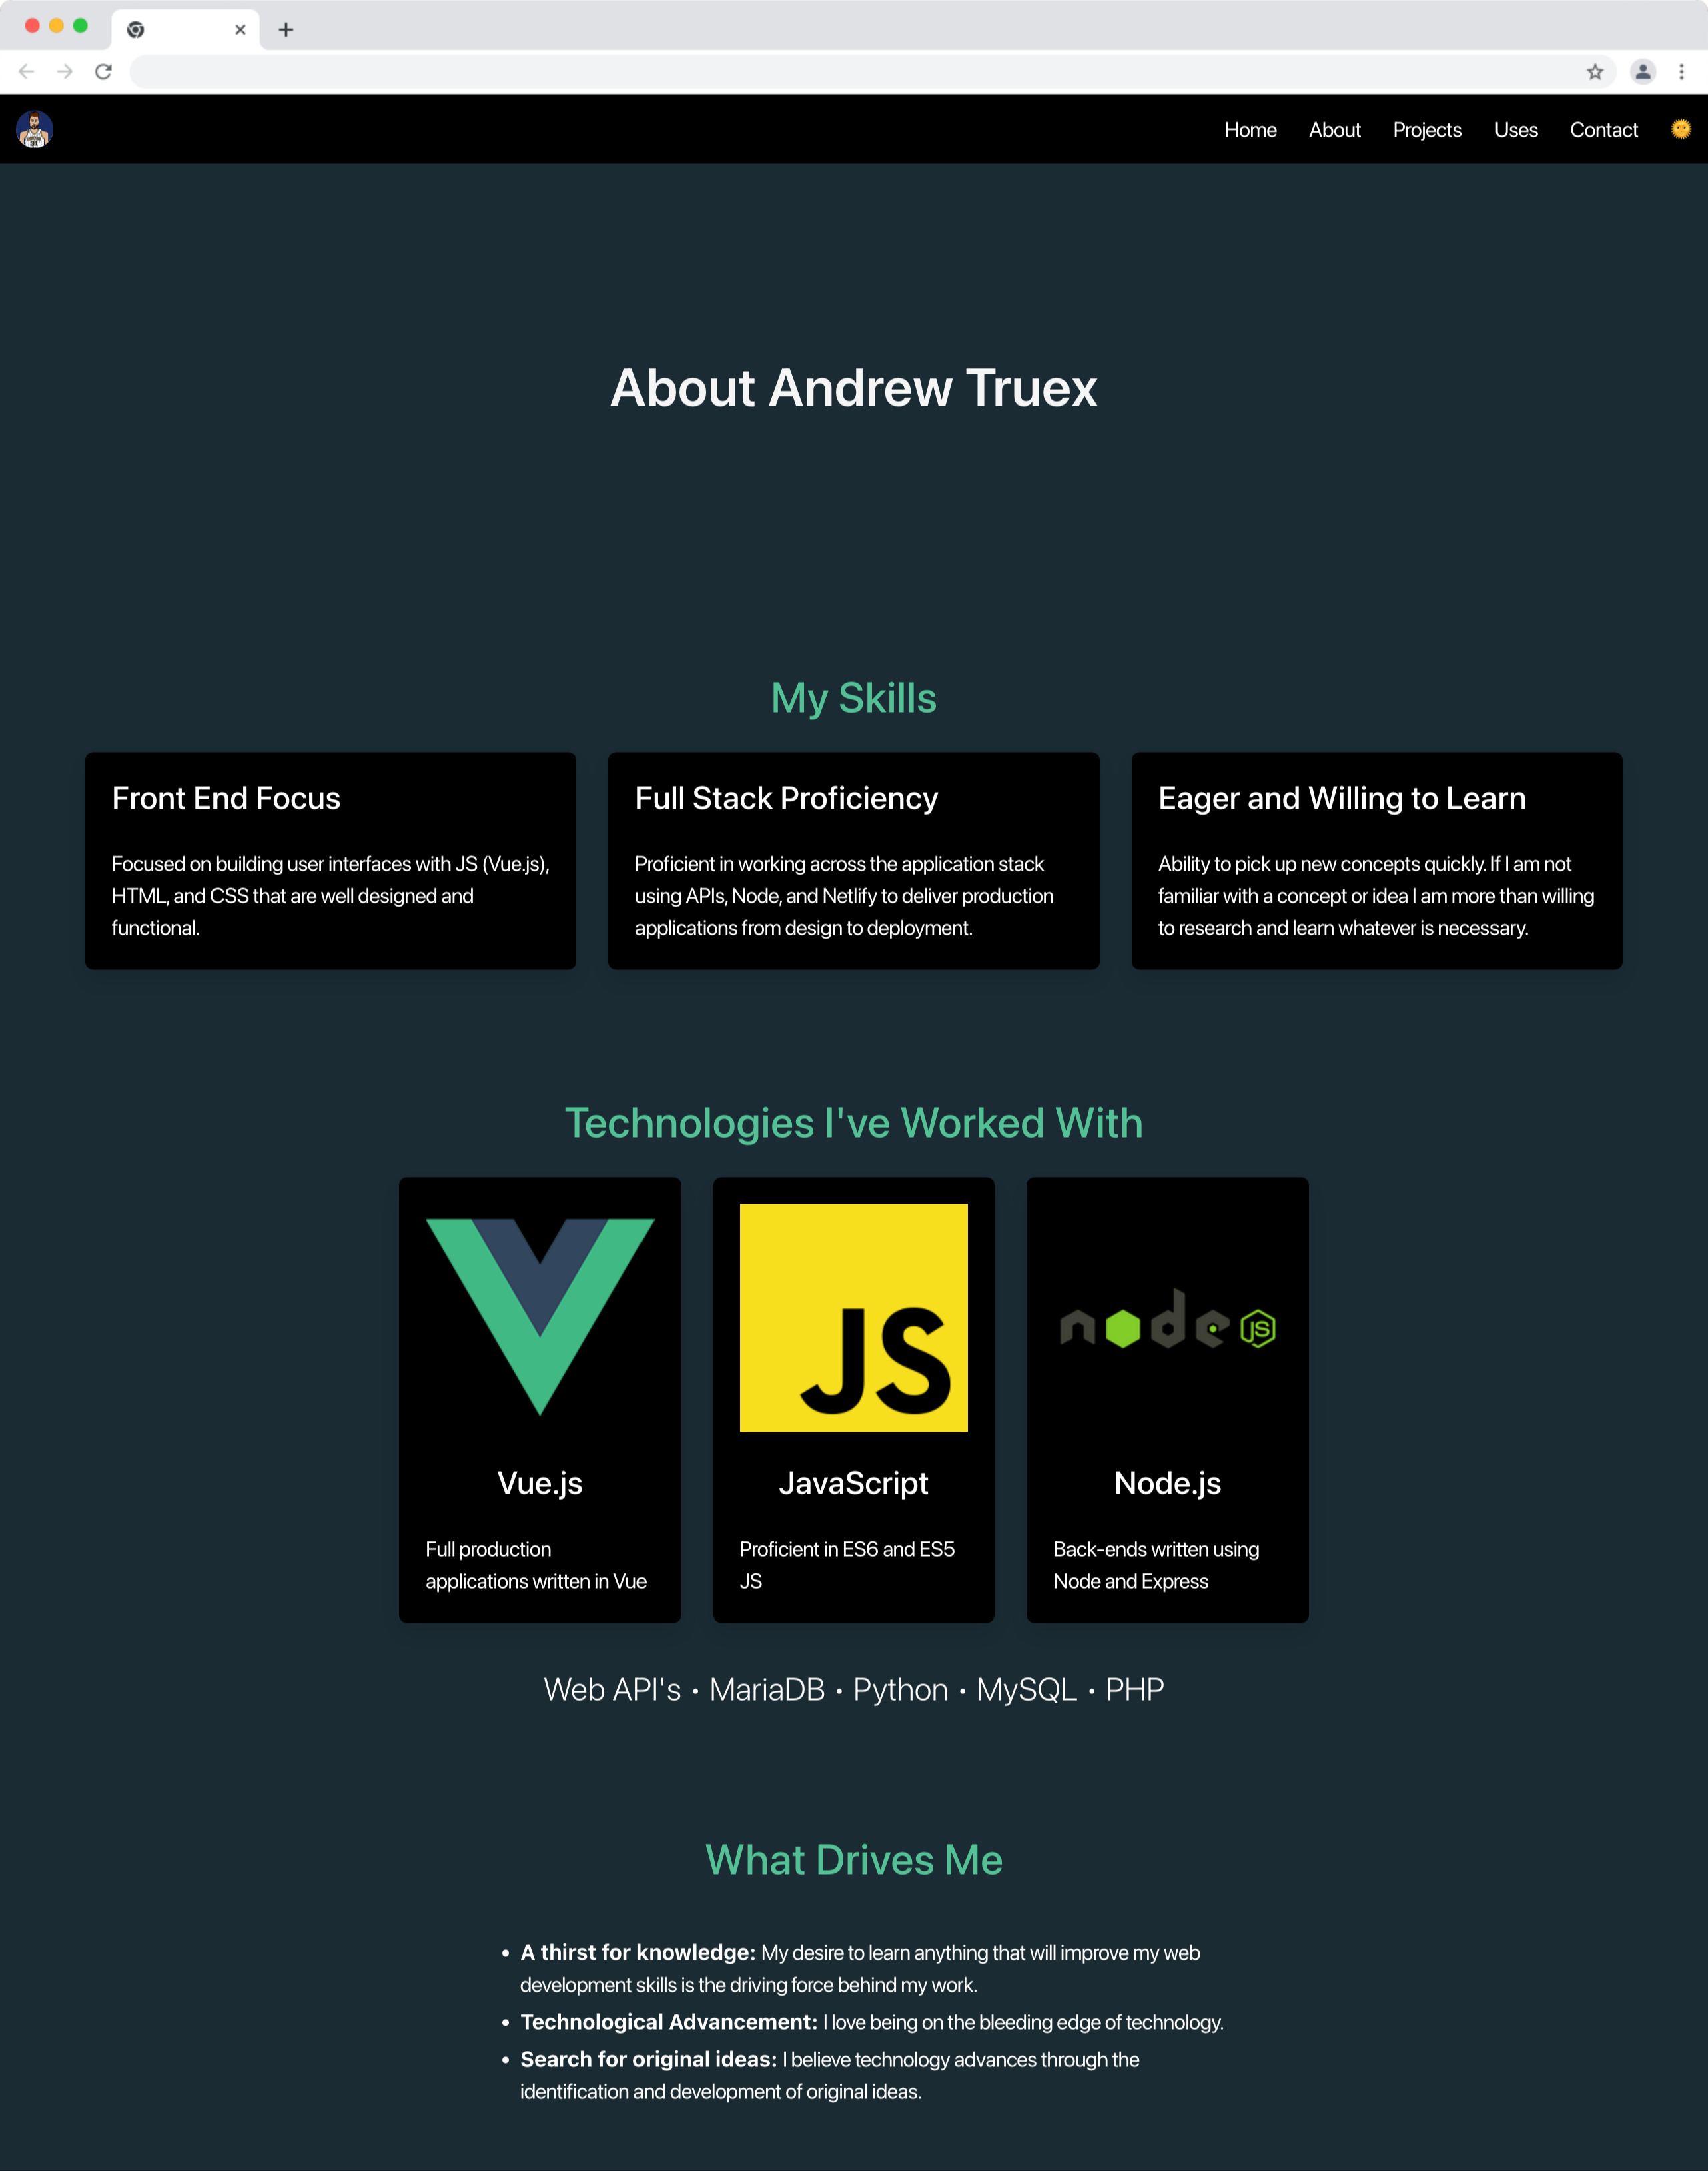 Home About Projects Uses Contact
About Andrew Truex
My Skills
Front End Focus
Focused on building user interfaces with JS (Vue.js),
HTML, and CSS that are well designed and
functional.
Full Stack Proficiency
Proficient in working across the application stack
using APIs, Node, and Netlify to deliver production
applications from design to deployment.
Eager and Willing to Learn
Ability to pick up new concepts quickly. If I am not
familiar with a concept or idea I am more than willing
to research and learn whatever is necessary.
Technologies I've Worked With
JS
node JS
Vue.js
Full production
applications written in Vue
JavaScript
Proficient in ES6 and ES5
JS
Node.js
Back-ends written using
Node and Express
Web API's • MariaDB • Python • MySQL • PHP
What Drives Me
• A thirst for knowledge: My desire to learn anything that will improve my web
development skills is the driving force behind my work.
• Technological Advancement: I love being on the bleeding edge of technology.
• Search for original ideas: I believe technology advances through the
identification and development of original ideas.